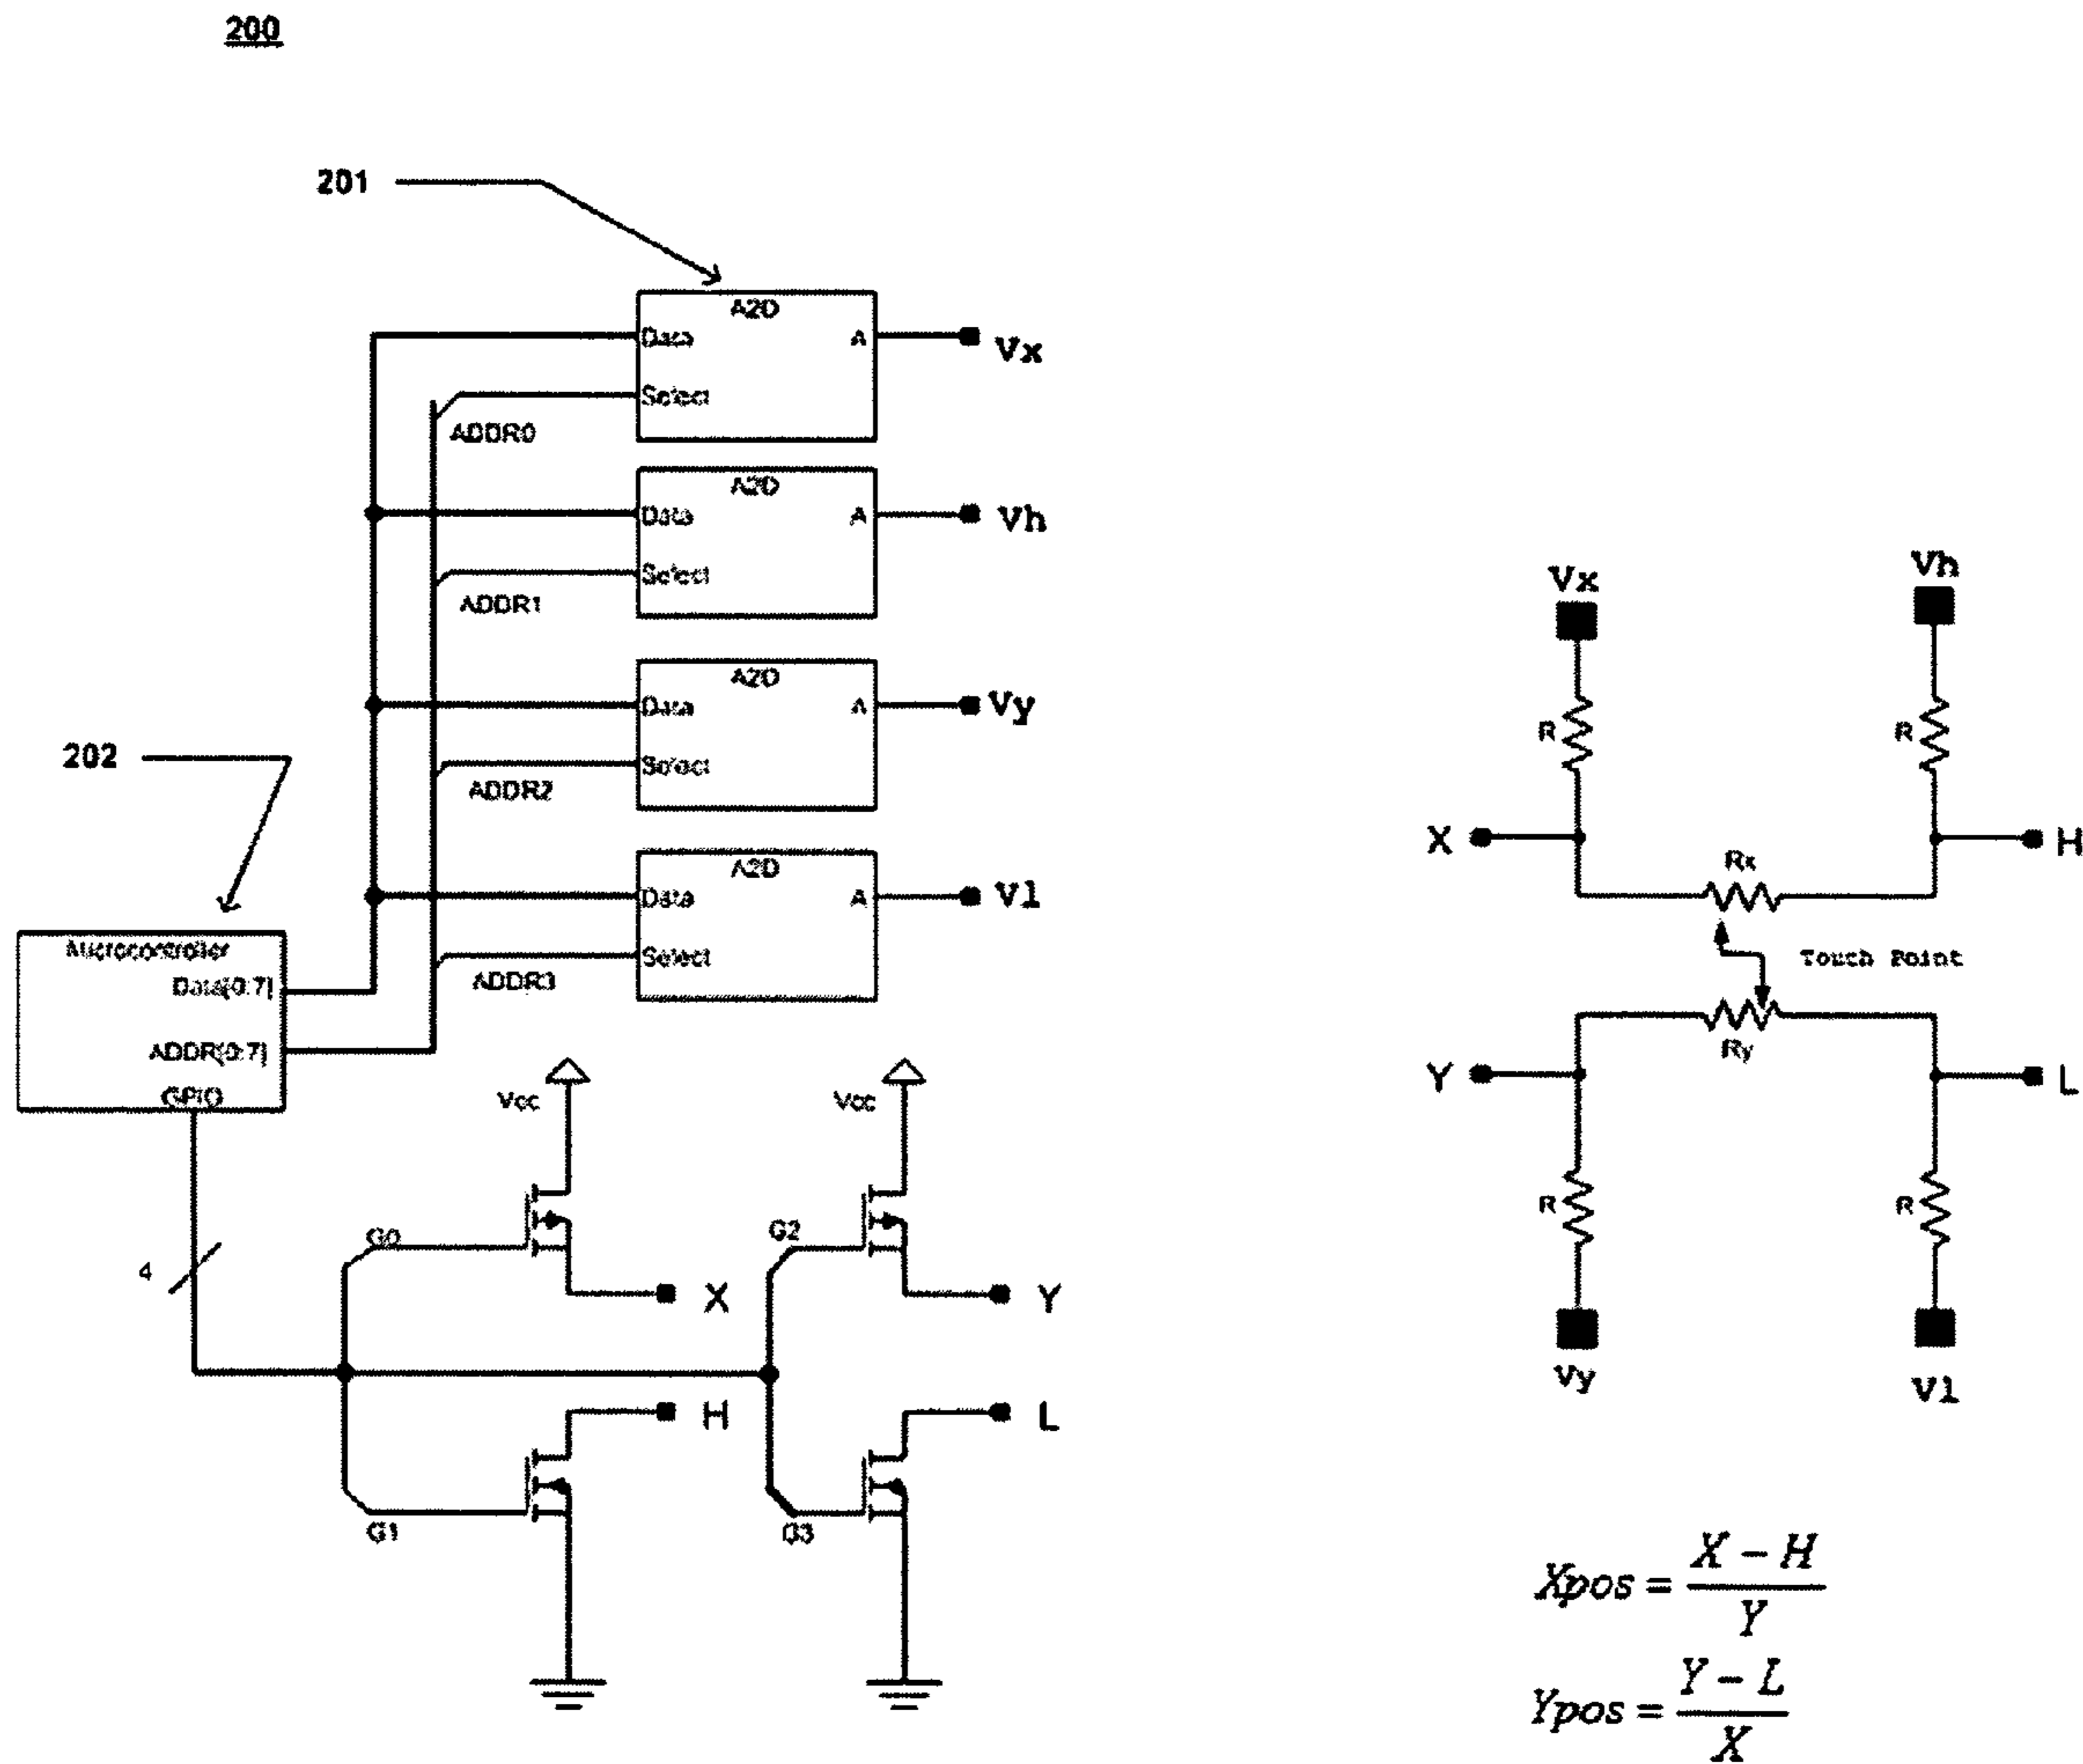 200
201
A2D
Data
A
Vx
Select
ADDR0
A2D
Data
A
Vh
Select
ADDR1
A2D
Data
A
Vy
Select
ADDR2
A2D
Data
A
Vl
Select
ADDR3
202
Microcontroller
Data[0:7]
ADDR[0:7]
GPIO
4
Vcc
Vcc
G0
G2
X
Y
H
L
G1
G3
Vx
Vh
R
R
X
H
Rx
Touch Point
Ry
Y
L
R
R
Vy
Vl
Xpos = X - H / Y
Ypos = Y - L / X